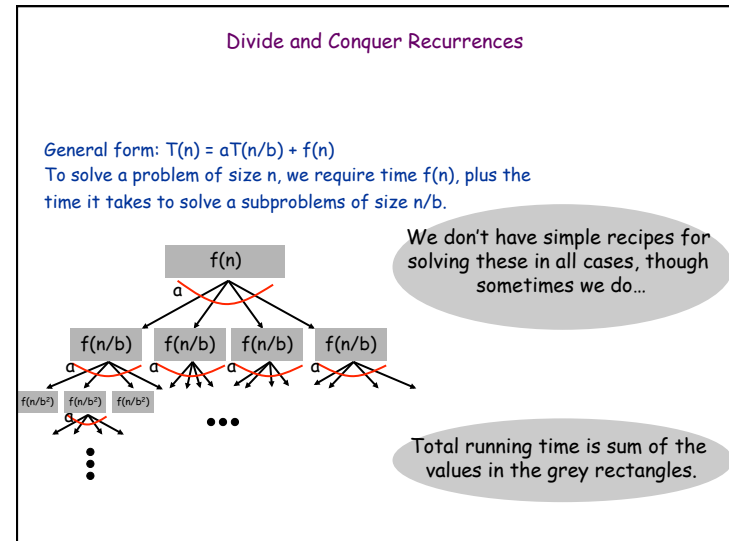 Divide and Conquer Recurrences
General form: T(n) = aT(n/b) + f(n)
To solve a problem of size n, we require time f(n), plus the
time it takes to solve a subproblems of size n/b.
We don't have simple recipes for
solving these in all cases, though
sometimes we do…
f(n)
a
f(n/b) f(n/b) f(n/b) f(n/b)
a a a a
f(n/b²) f(n/b²) f(n/b²)
a
Total running time is sum of the
values in the grey rectangles.